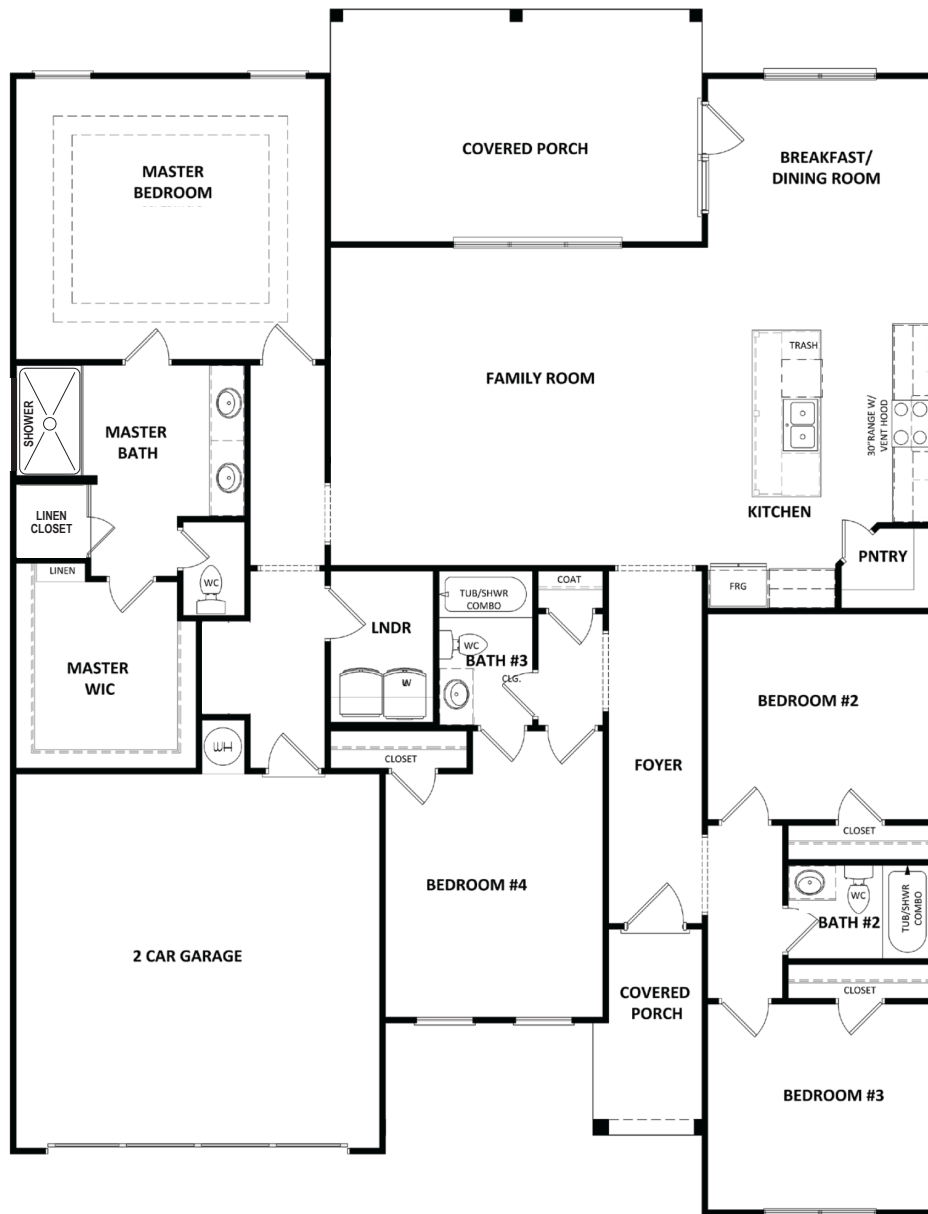 COVERED PORCH
BREAKFAST/
DINING ROOM
MASTER
BEDROOM
FAMILY ROOM
TRASH
30"RANGE W/
VENT HOOD
KITCHEN
SHOWER
MASTER
BATH
LINEN
CLOSET
LINEN
WC
PNTRY
FRG
COAT
TUB/SHWR
COMBO
LNDR
WC
BATH #3
CLG.
MASTER
WIC
W
WH
CLOSET
BEDROOM #2
FOYER
CLOSET
BEDROOM #4
WC
TUB/SHWR
COMBO
BATH #2
2 CAR GARAGE
COVERED
PORCH
CLOSET
BEDROOM #3